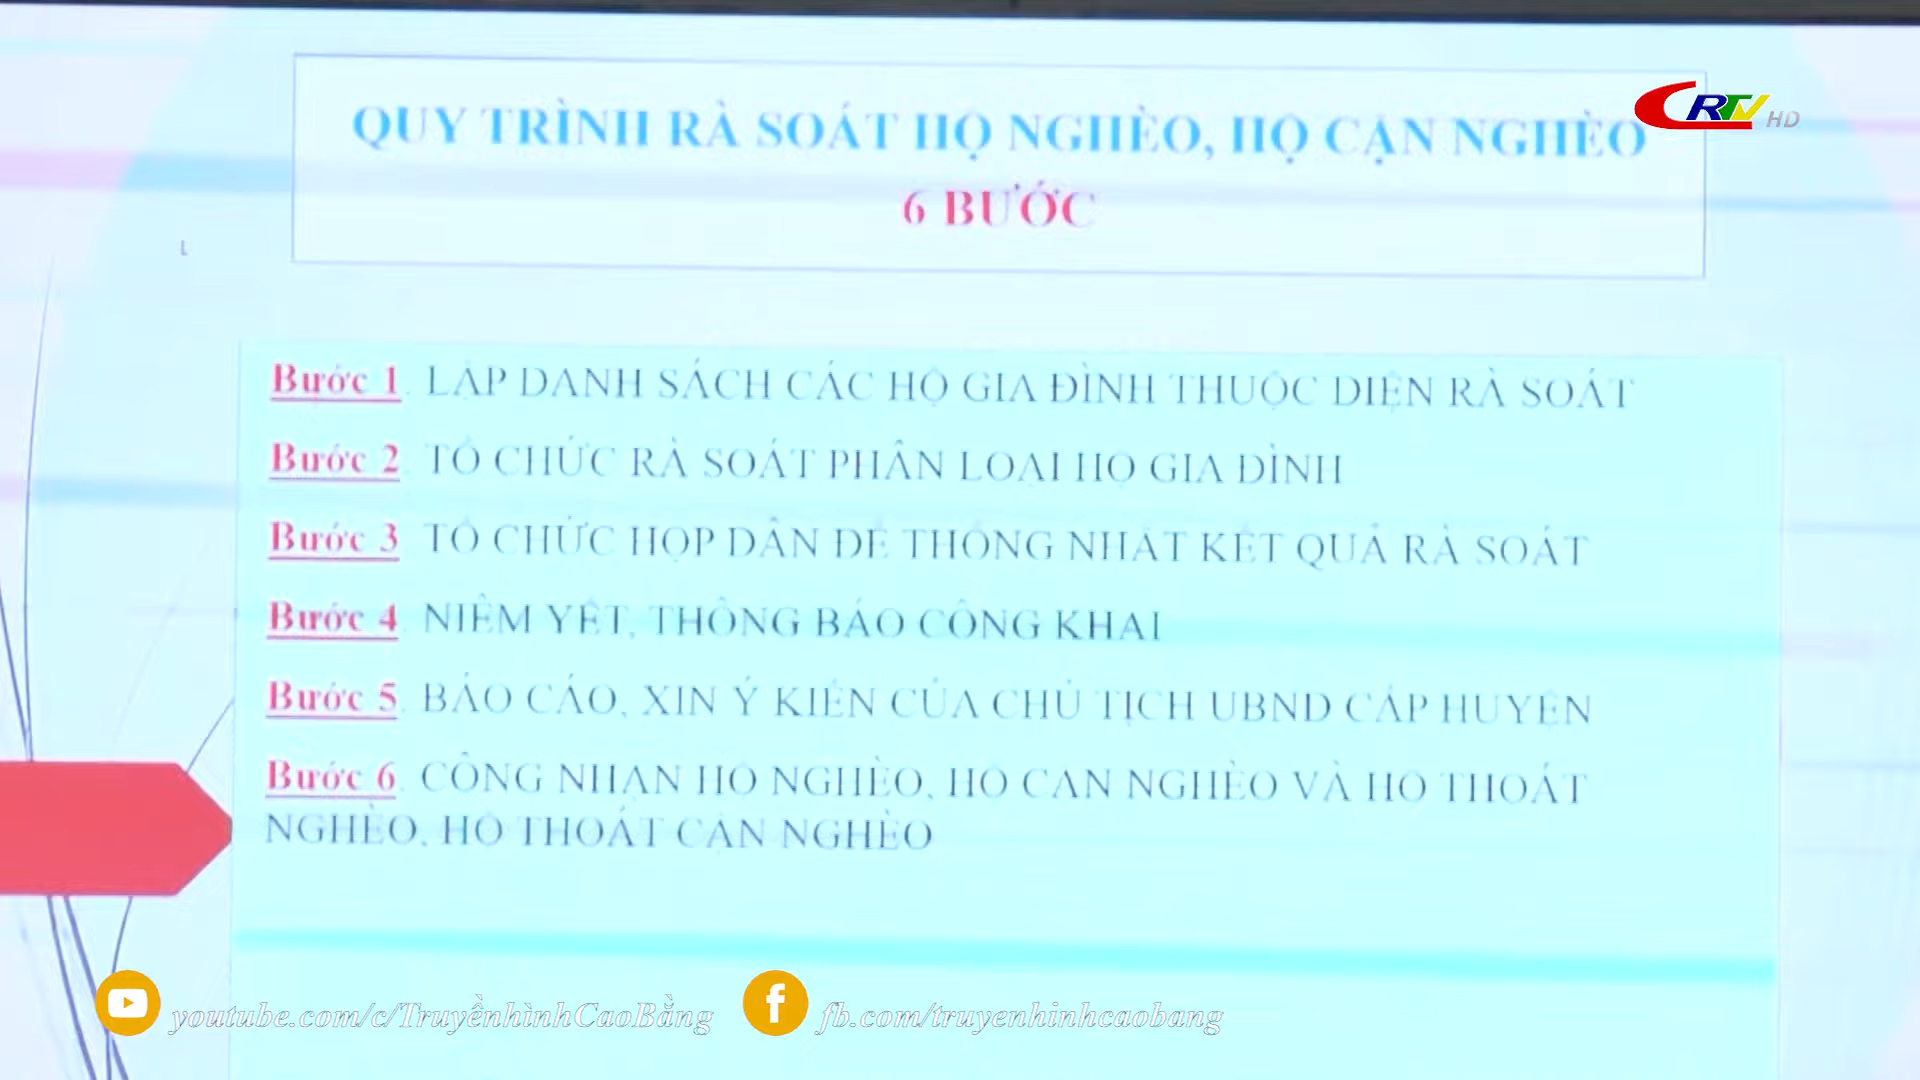 CRTV HD
QUY TRÌNH RÀ SOÁT HỘ NGHÈO, HỘ CẬN NGHÈO
6 BƯỚC
Bước 1. LẬP DANH SÁCH CÁC HỘ GIA ĐÌNH THUỘC DIỆN RÀ SOÁT
Bước 2. TỔ CHỨC RÀ SOÁT PHÂN LOẠI HỘ GIA ĐÌNH
Bước 3. TỔ CHỨC HỌP DÂN ĐỂ THỐNG NHẤT KẾT QUẢ RÀ SOÁT
Bước 4. NIÊM YẾT, THÔNG BÁO CÔNG KHAI
Bước 5. BÁO CÁO, XIN Ý KIẾN CỦA CHỦ TỊCH UBND CẤP HUYỆN
Bước 6. CÔNG NHẬN HỘ NGHÈO, HỘ CẬN NGHÈO VÀ HỘ THOÁT
NGHÈO, HỘ THOÁT CẬN NGHÈO
youtube.com/c/TruyềnhìnhCaoBằng
fb.com/truyenhinhcaobang